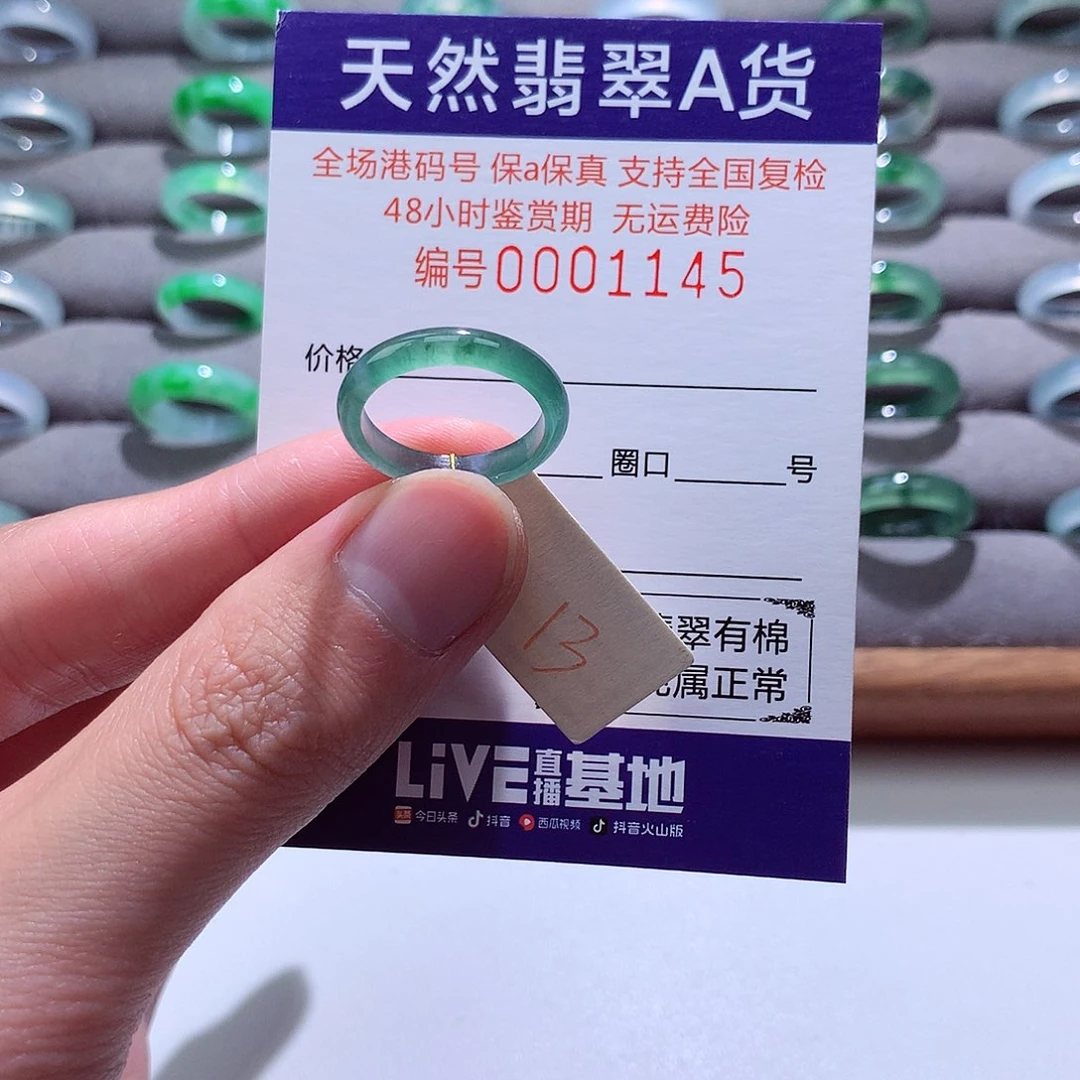 天然翡翠A货
全场港码号 保a保真 支持全国复检
48小时鉴赏期 无运费险
编号0001145
价格
圈口 号
13
翠有棉
属正常
LiVE直播基地
头条 今日头条 抖音 西瓜视频 抖音火山版